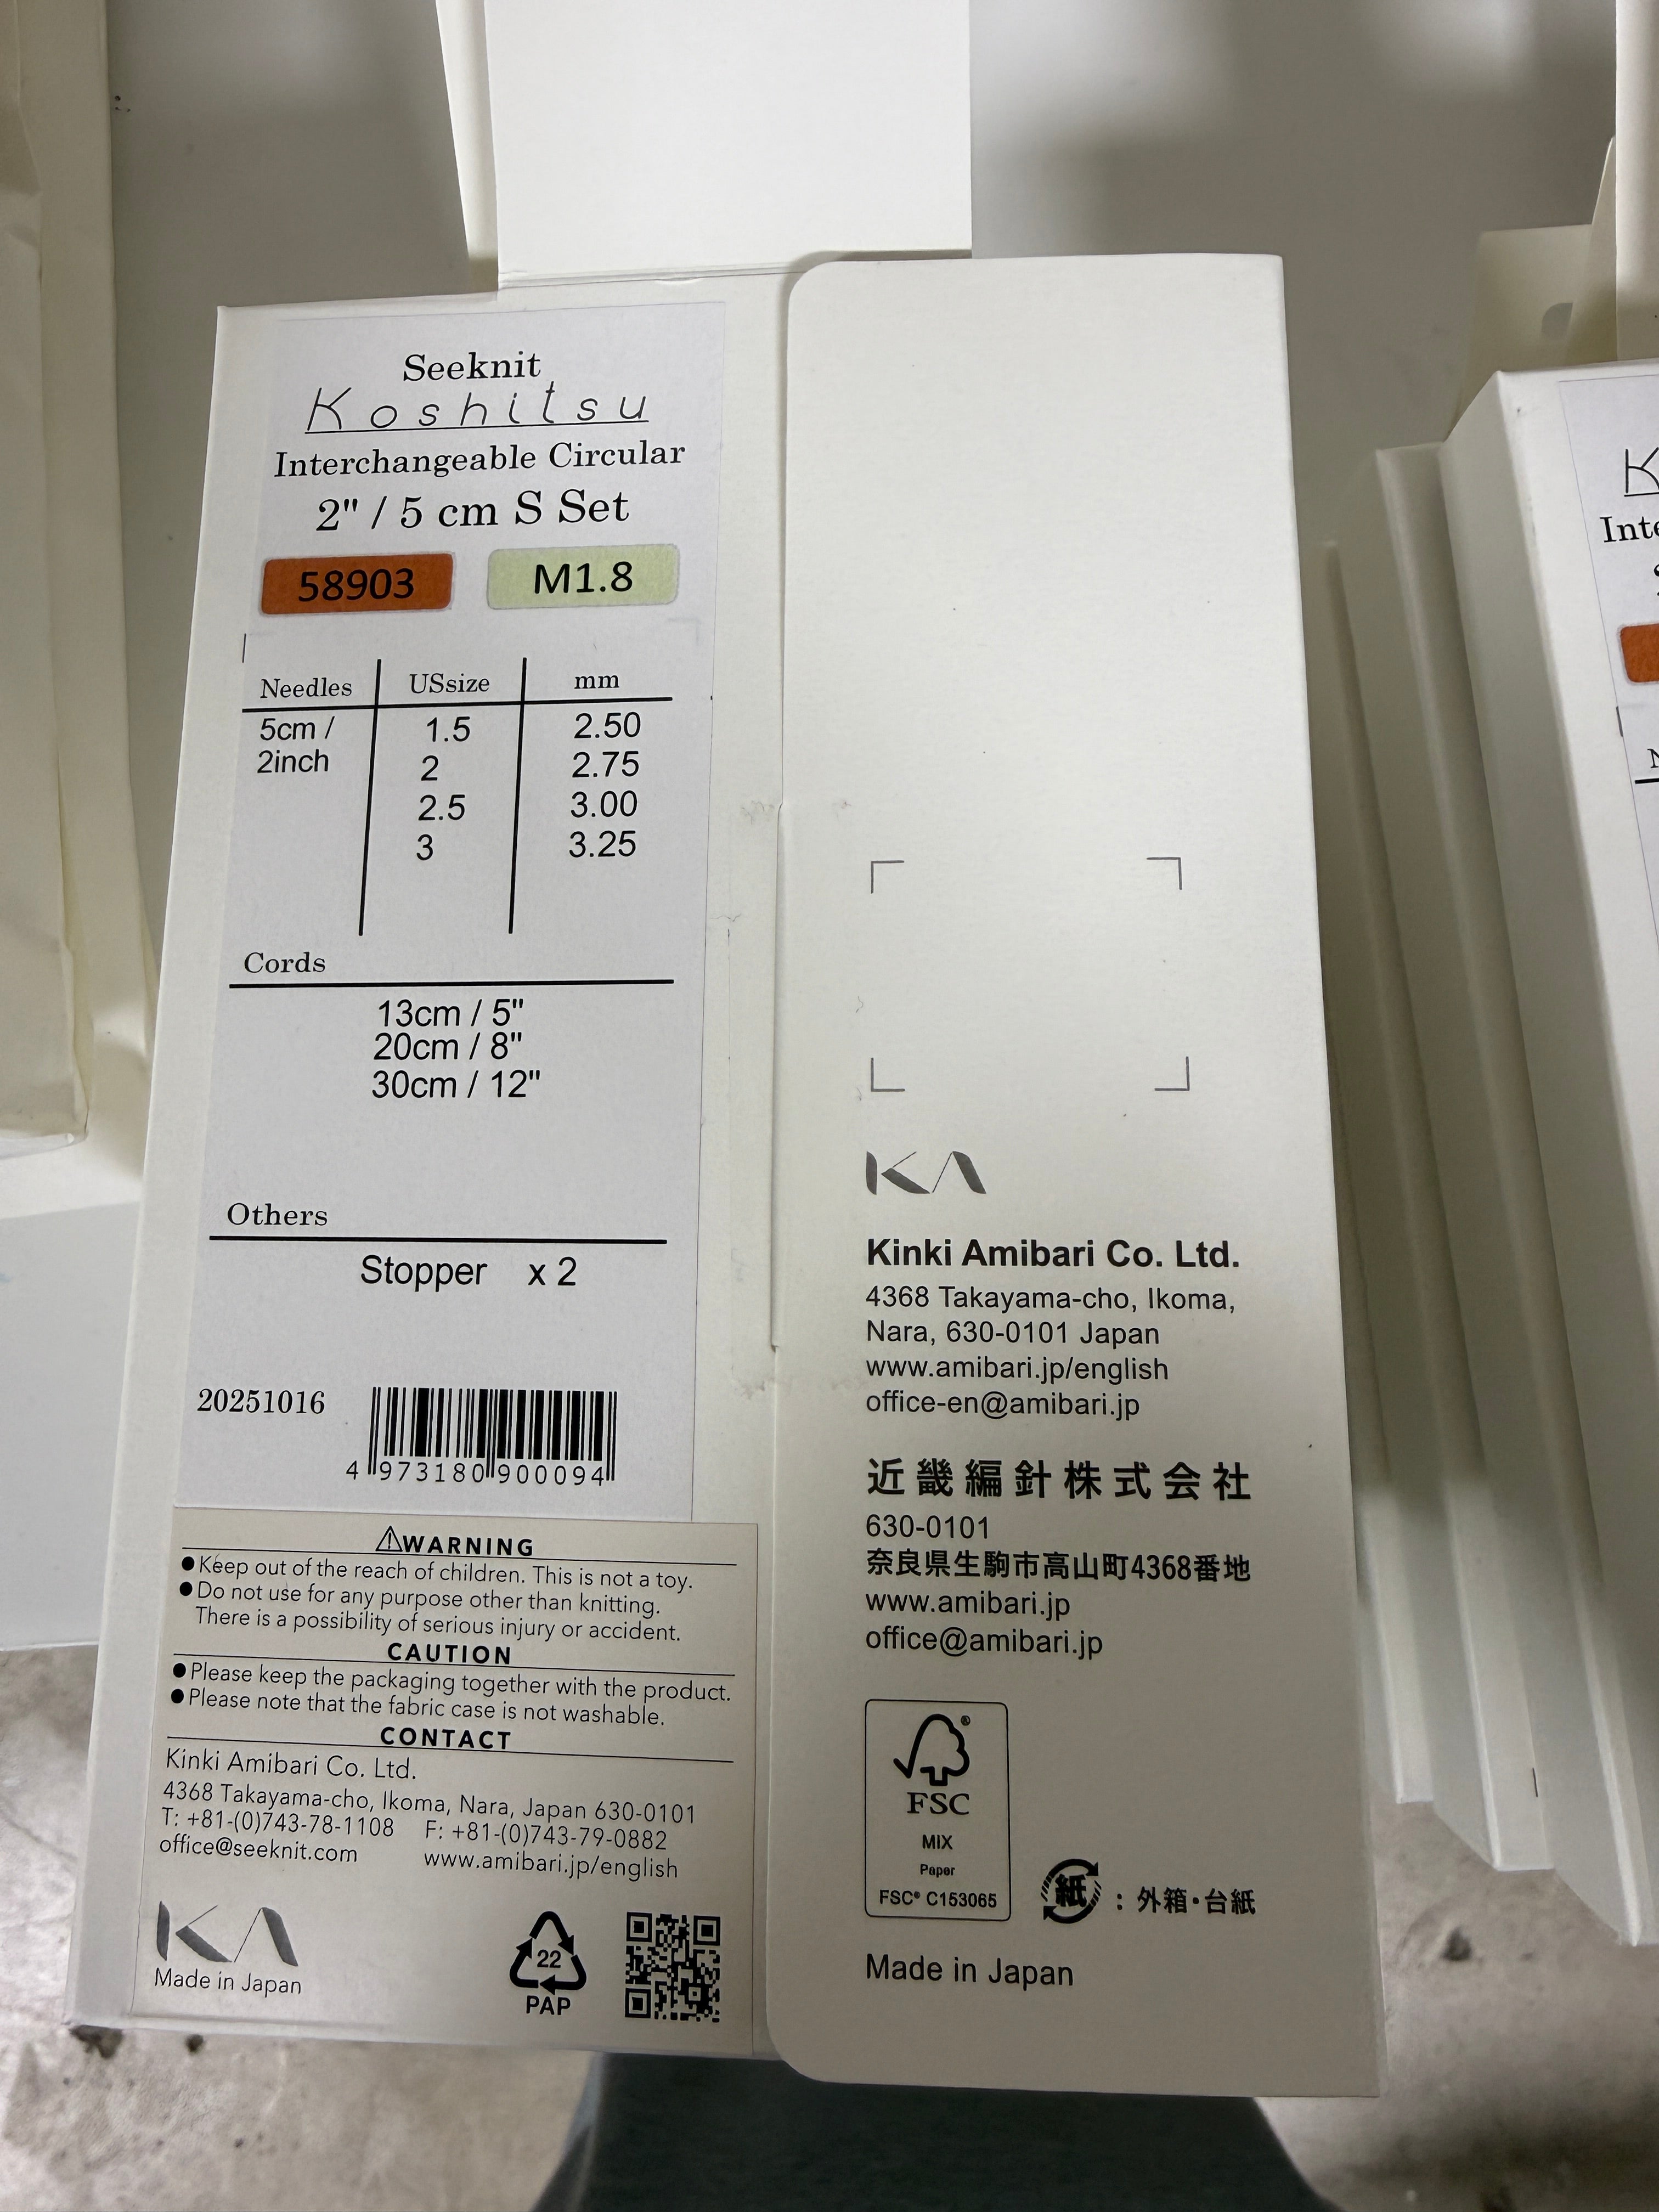 Seeknit
Koshitsu
Interchangeable Circular
2" / 5 cm S Set
58903 M1.8
Needles USsize mm
5cm / 1.5 2.50
2inch 2 2.75
2.5 3.00
3 3.25
Cords
13cm / 5"
20cm / 8"
30cm / 12"
Others
Stopper x 2
20251016
4 973180 900094
⚠WARNING
●Keep out of the reach of children. This is not a toy.
●Do not use for any purpose other than knitting.
There is a possibility of serious injury or accident.
CAUTION
●Please keep the packaging together with the product.
●Please note that the fabric case is not washable.
CONTACT
Kinki Amibari Co. Ltd.
4368 Takayama-cho, Ikoma, Nara, Japan 630-0101
T: +81-(0)743-78-1108 F: +81-(0)743-79-0882
office@seeknit.com www.amibari.jp/english
KA
Made in Japan
22
PAP
KA
Kinki Amibari Co. Ltd.
4368 Takayama-cho, Ikoma,
Nara, 630-0101 Japan
www.amibari.jp/english
office-en@amibari.jp
近畿編針株式会社
630-0101
奈良県生駒市高山町4368番地
www.amibari.jp
office@amibari.jp
®
FSC
MIX
Paper
FSC® C153065
紙 : 外箱・台紙
Made in Japan
K
Inte